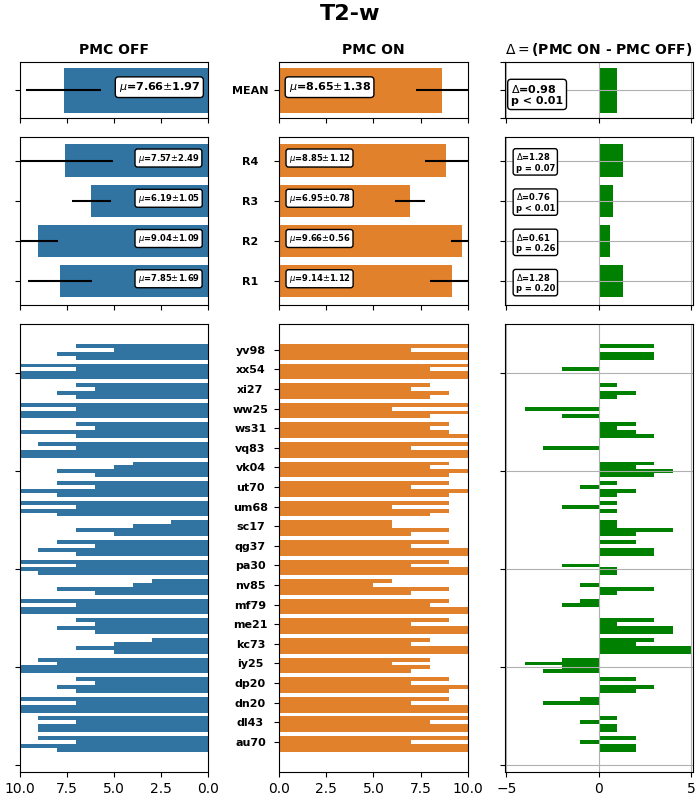 T2-w
PMC OFF PMC ON Δ = (PMC ON - PMC OFF)
μ=7.66±1.97 MEAN μ=8.65±1.38 Δ=0.98
p < 0.01
μ=7.57±2.49 R4 μ=8.85±1.12 Δ=1.28
p = 0.07
μ=6.19±1.05 R3 μ=6.95±0.78 Δ=0.76
p < 0.01
μ=9.04±1.09 R2 μ=9.66±0.56 Δ=0.61
p = 0.26
μ=7.85±1.69 R1 μ=9.14±1.12 Δ=1.28
p = 0.20
yv98
xx54
xi27
ww25
ws31
vq83
vk04
ut70
um68
sc17
qg37
pa30
nv85
mf79
me21
kc73
iy25
dp20
dn20
dl43
au70
10.0 7.5 5.0 2.5 0.0 0.0 2.5 5.0 7.5 10.0 −5 0 5